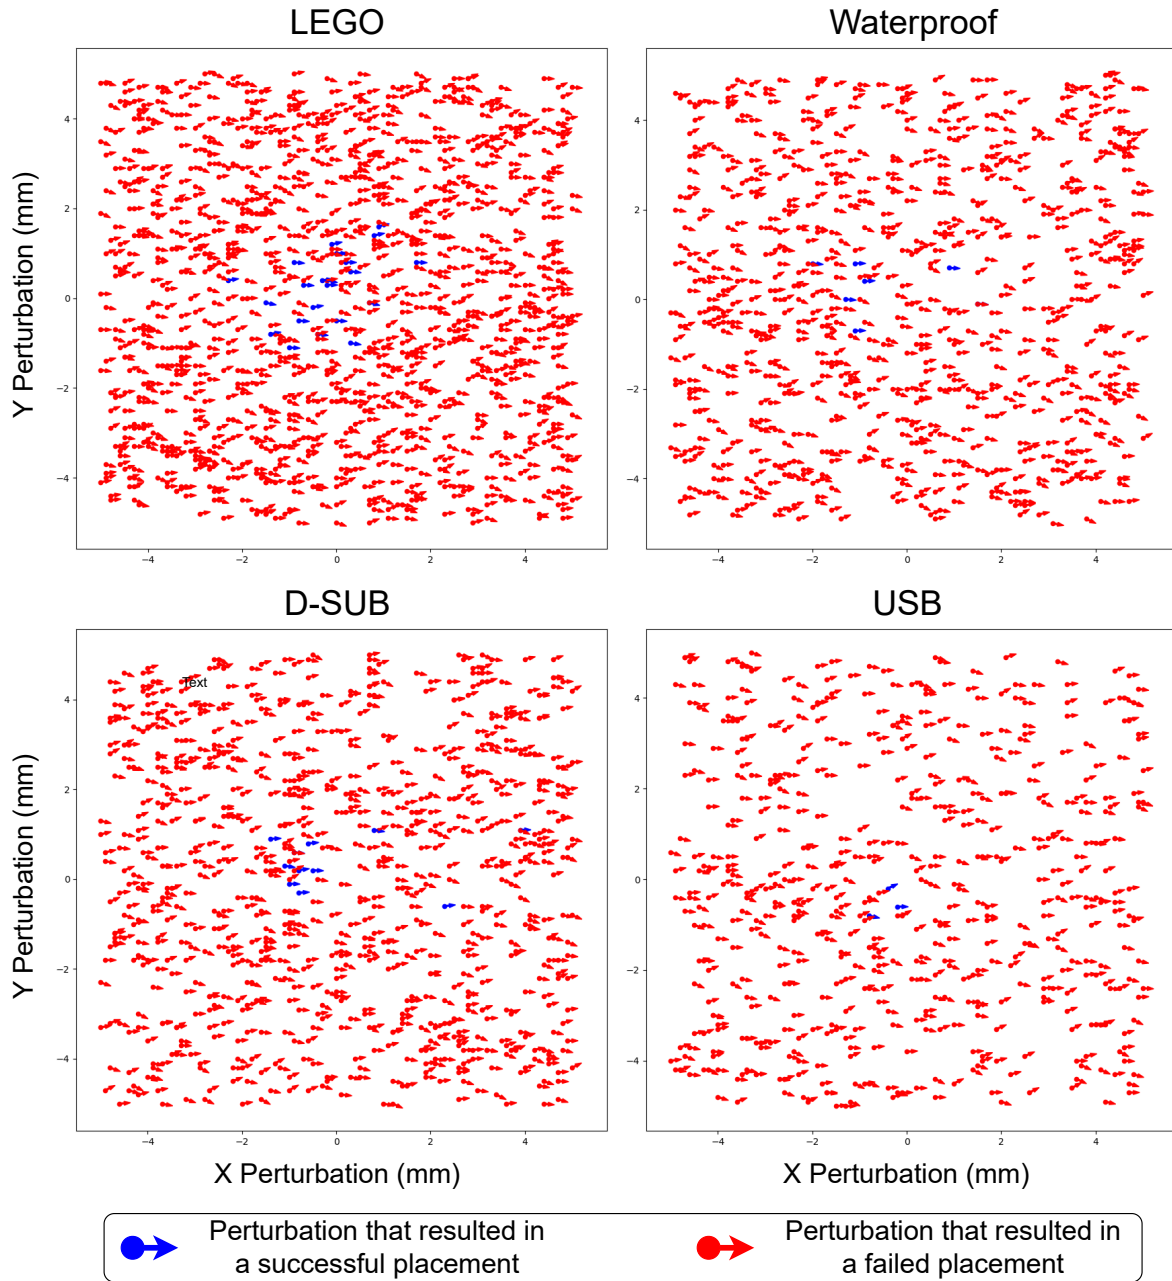 LEGO
Waterproof
Y Perturbation (mm)
4
2
0
−2
−4
−4 −2 0 2 4
4
2
0
−2
−4
−4 −2 0 2 4
D-SUB
USB
Y Perturbation (mm)
Text
4
2
0
−2
−4
−4 −2 0 2 4
4
2
0
−2
−4
−4 −2 0 2 4
X Perturbation (mm)
X Perturbation (mm)
Perturbation that resulted in
a successful placement
Perturbation that resulted in
a failed placement